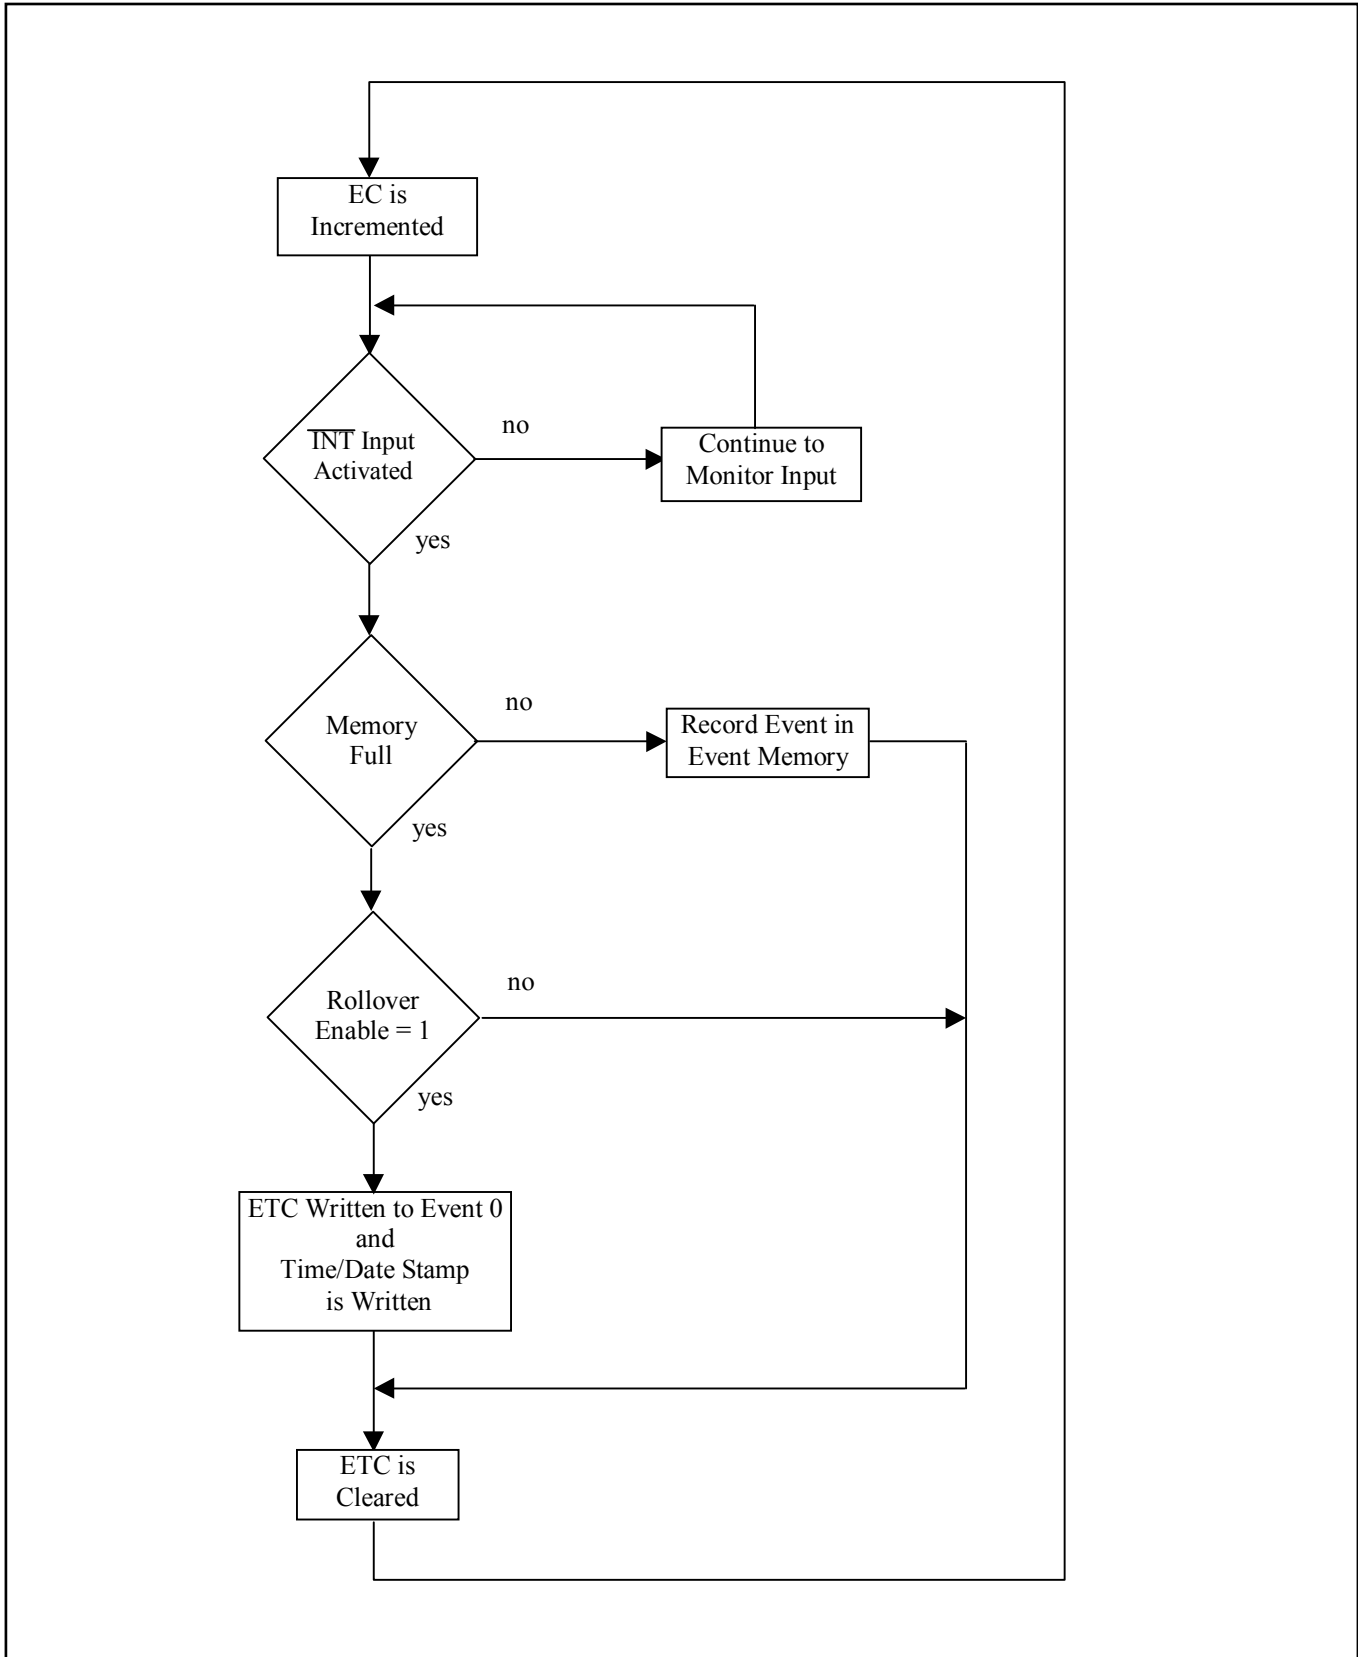 EC is
Incremented
no
INT Input
Activated
Continue to
Monitor Input
yes
no
Memory
Full
Record Event in
Event Memory
yes
no
Rollover
Enable = 1
yes
ETC Written to Event 0
and
Time/Date Stamp
is Written
ETC is
Cleared